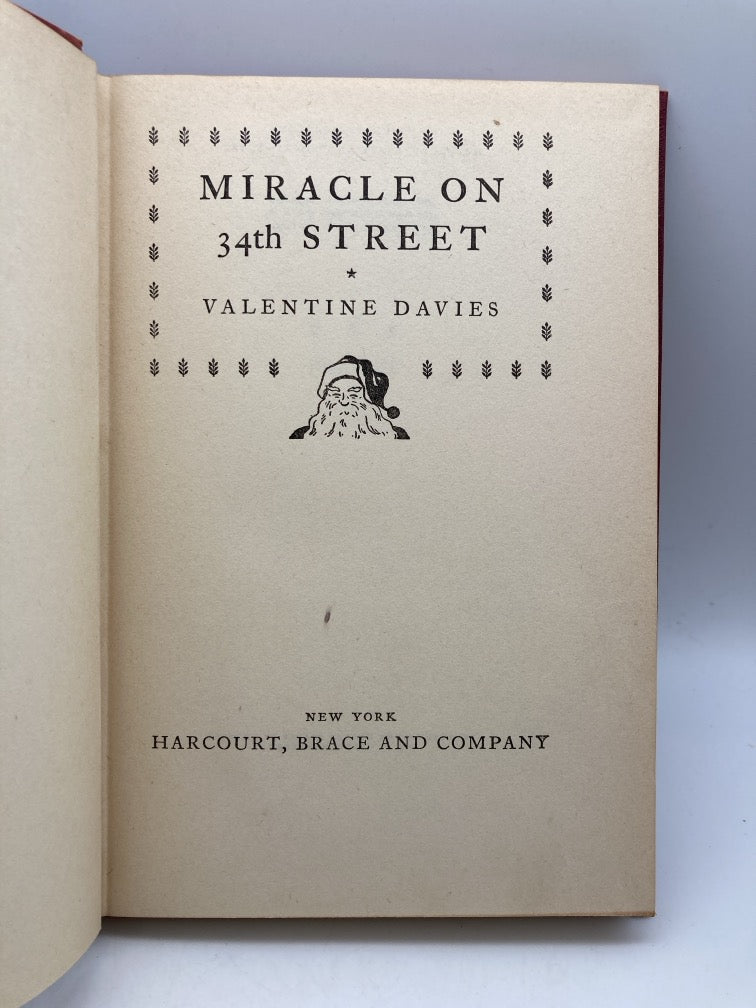 MIRACLE ON
34th STREET
VALENTINE DAVIES
NEW YORK
HARCOURT, BRACE AND COMPANY